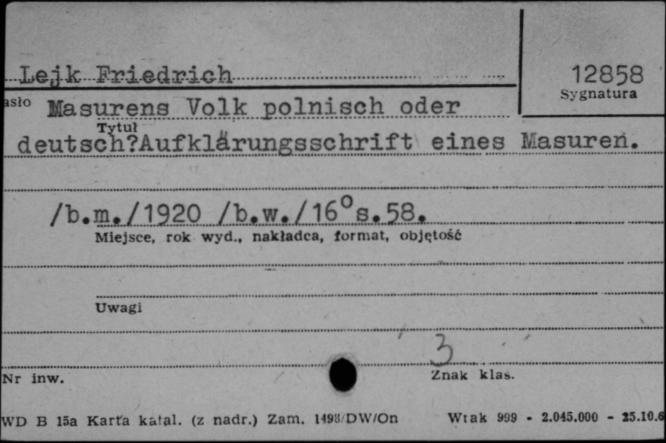 Lejk Friedrich
12858
Sygnatura
asło Masurens Volk polnisch oder
Tytuł
deutsch?Aufklärungsschrift eines Masuren.
/b.m./1920 /b.w./16° s.58.
Miejsce, rok wyd., nakładca, format, objętość
Uwagi
3
Nr inw.
Znak klas.
WD B 15a Karta katal. (z nadr.) Zam. 1498/DW/On Wtak 999 - 2.045.000 - 25.10.6